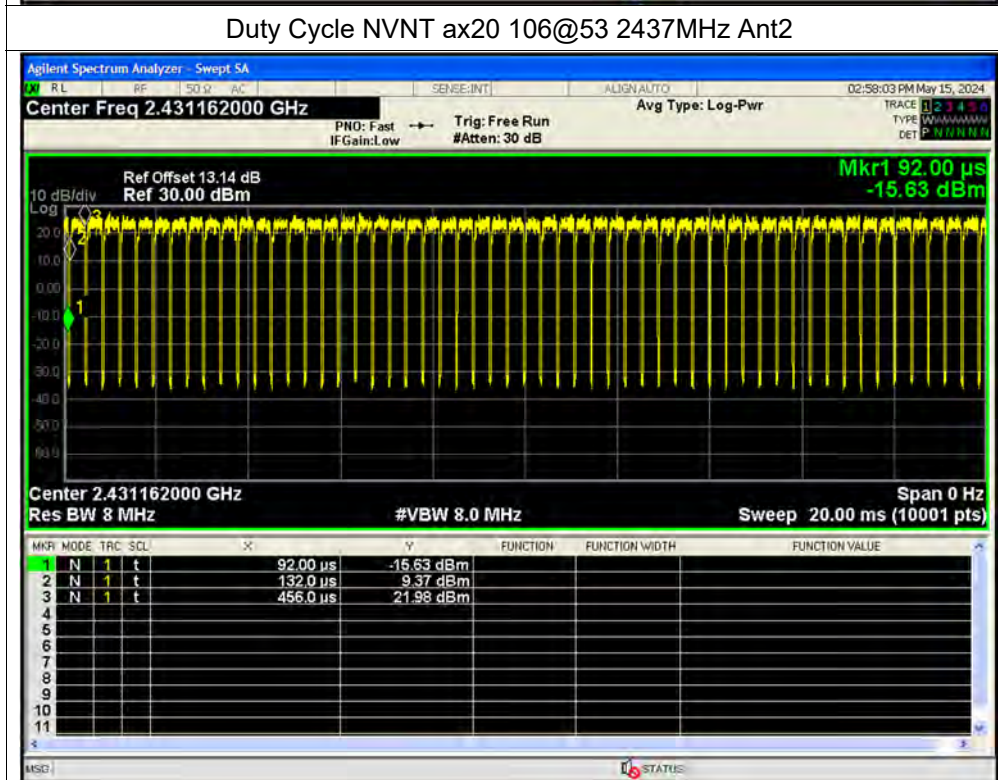 Duty Cycle NVNT ax20 106@53 2437MHz Ant2
Agilent Spectrum Analyzer - Swept SA
RL RF 50 Ω AC SENSE:INT ALIGN AUTO 02:58:03 PM May 15, 2024
Center Freq 2.431162000 GHz Avg Type: Log-Pwr TRACE 1 2 3 4 5 6
PNO: Fast Trig: Free Run TYPE W
IFGain:Low #Atten: 30 dB DET P N N N N N
Mkr1 92.00 µs
Ref Offset 13.14 dB
10 dB/div Ref 30.00 dBm -15.63 dBm
Log
3
20.0
2
10.0
0.00
1
-10.0
-20.0
-30.0
-40.0
-50.0
Center 2.431162000 GHz Span 0 Hz
Res BW 8 MHz #VBW 8.0 MHz Sweep 20.00 ms (10001 pts)
MKR MODE TRC SCL X Y FUNCTION FUNCTION WIDTH FUNCTION VALUE
1 N 1 t 92.00 µs -15.63 dBm
2 N 1 t 132.0 µs 9.37 dBm
3 N 1 t 456.0 µs 21.98 dBm
4
5
6
7
8
9
10
11
MSG STATUS